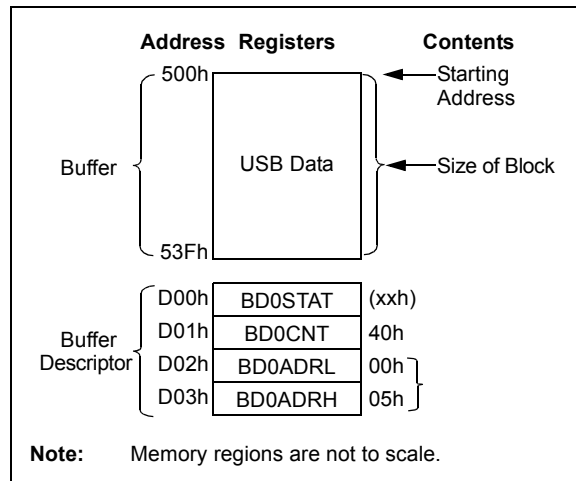 Address Registers Contents
500h
Starting
Address
Buffer
USB Data
Size of Block
53Fh
D00h BD0STAT (xxh)
Buffer
Descriptor
D01h BD0CNT 40h
D02h BD0ADRL 00h
D03h BD0ADRH 05h
Note: Memory regions are not to scale.